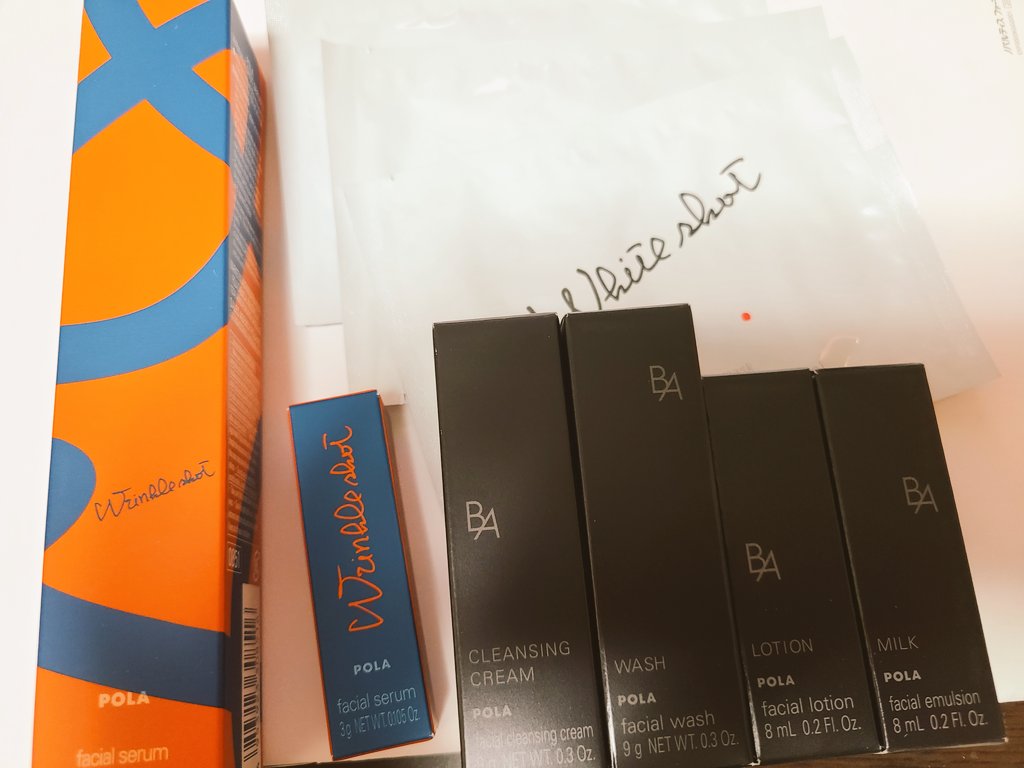 Wrinkle shot
POLA
facial serum
Wrinkle shot
POLA
facial serum
3g NET WT. 0.105 Oz.
White shot
BA
CLEANSING
CREAM
POLA
facial cleansing cream
NET WT. 0.3 Oz.
BA
WASH
POLA
facial wash
9 g NET WT. 0.3 Oz.
BA
LOTION
POLA
facial lotion
8 mL 0.2 Fl. Oz.
BA
MILK
POLA
facial emulsion
8 mL 0.2 Fl. Oz.